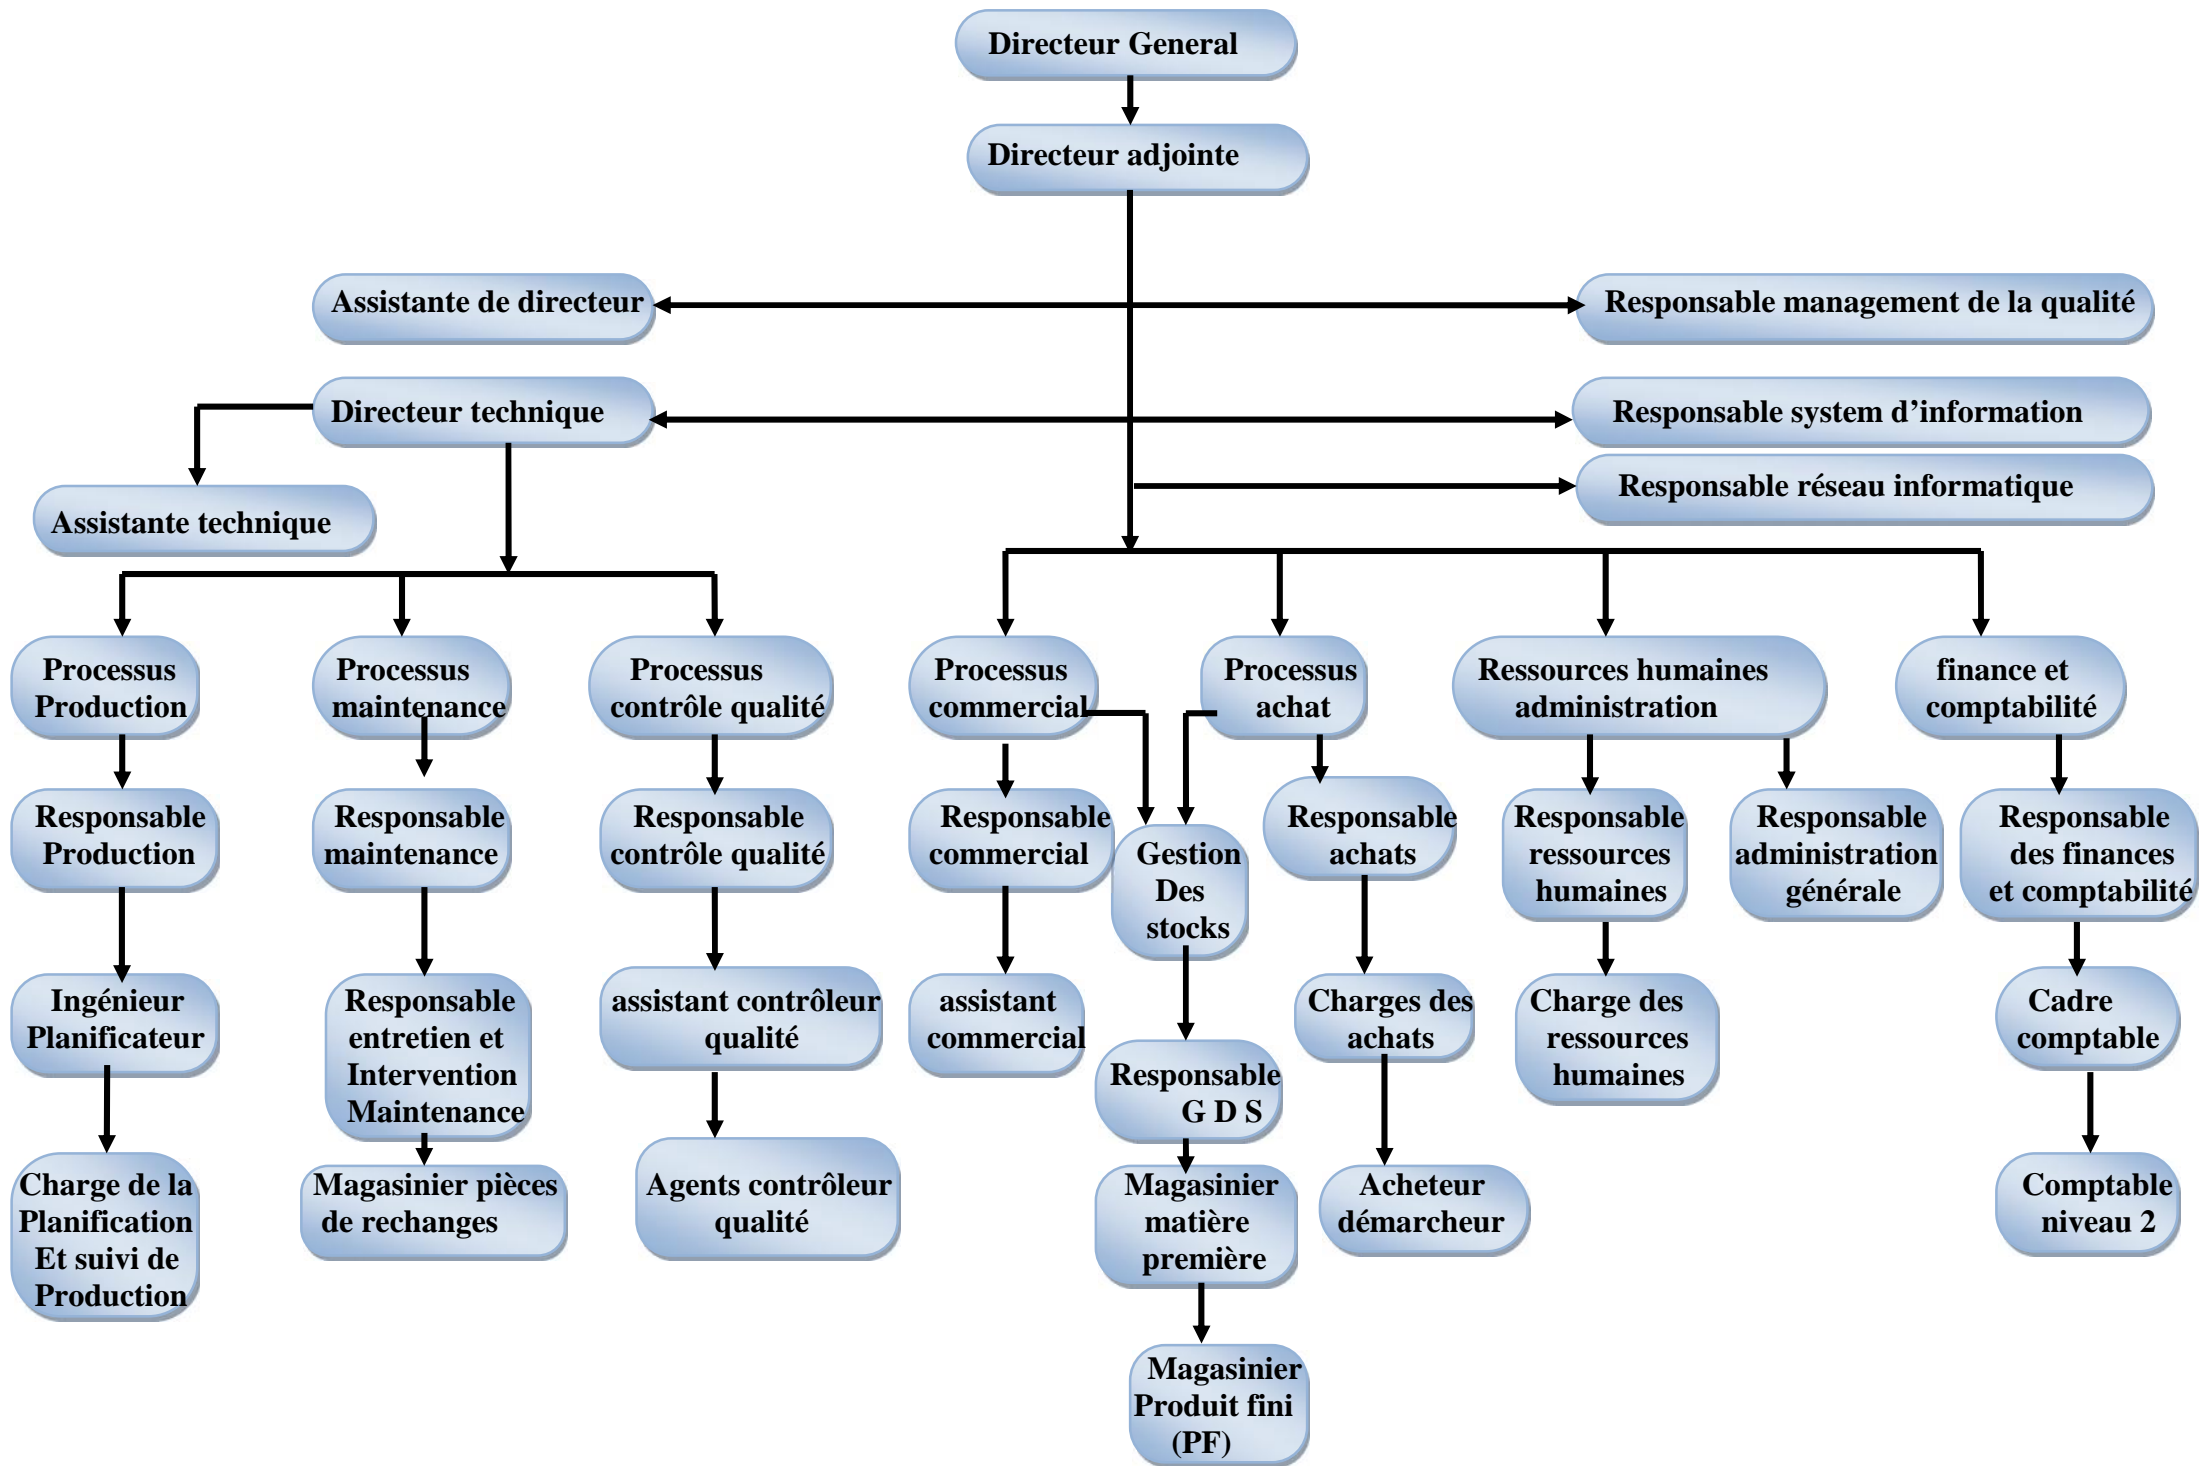 Directeur General
Directeur adjointe
Assistante de directeur
Responsable management de la qualité
Directeur technique
Responsable system d’information
Responsable réseau informatique
Assistante technique
Processus
Production
Processus
maintenance
Processus
contrôle qualité
Processus
commercial
Processus
achat
Ressources humaines
administration
finance et
comptabilité
Responsable
Production
Responsable
maintenance
Responsable
contrôle qualité
Responsable
commercial
Gestion
Des
stocks
Responsable
achats
Responsable
ressources
humaines
Responsable
administration
générale
Responsable
des finances
et comptabilité
Ingénieur
Planificateur
Responsable
entretien et
Intervention
Maintenance
assistant contrôleur
qualité
assistant
commercial
Responsable
G D S
Charges des
achats
Charge des
ressources
humaines
Cadre
comptable
Charge de la
Planification
Et suivi de
Production
Magasinier pièces
de rechanges
Agents contrôleur
qualité
Magasinier
matière
première
Acheteur
démarcheur
Comptable
niveau 2
Magasinier
Produit fini
(PF)